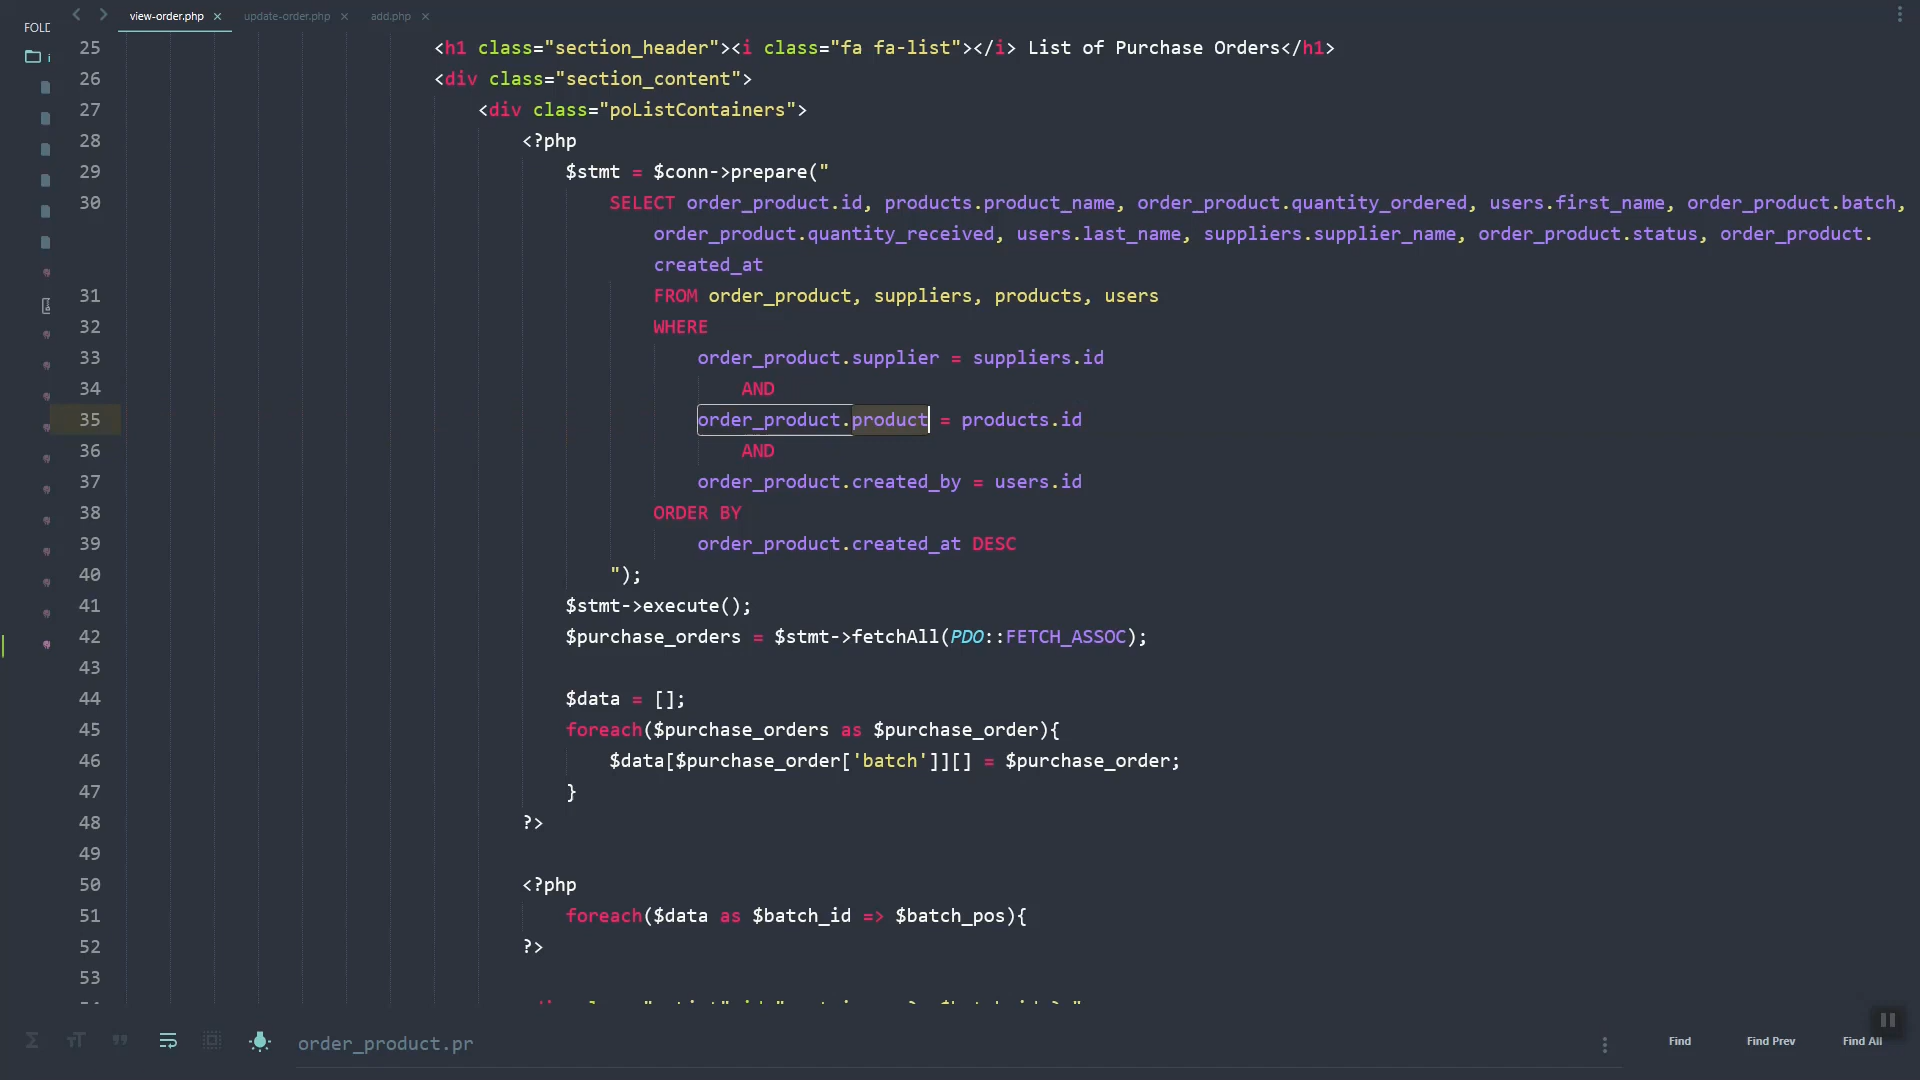 FOLD
view-order.php ×
update-order.php ×
add.php ×
25 <h1 class="section_header"><i class="fa fa-list"></i> List of Purchase Orders</h1>
26 <div class="section_content">
27 <div class="poListContainers">
28 <?php
29 $stmt = $conn->prepare("
30 SELECT order_product.id, products.product_name, order_product.quantity_ordered, users.first_name, order_product.batch,
order_product.quantity_received, users.last_name, suppliers.supplier_name, order_product.status, order_product.
created_at
31 FROM order_product, suppliers, products, users
32 WHERE
33 order_product.supplier = suppliers.id
34 AND
35 order_product.product = products.id
36 AND
37 order_product.created_by = users.id
38 ORDER BY
39 order_product.created_at DESC
40 ");
41 $stmt->execute();
42 $purchase_orders = $stmt->fetchAll(PDO::FETCH_ASSOC);
43
44 $data = [];
45 foreach($purchase_orders as $purchase_order){
46 $data[$purchase_order['batch']][] = $purchase_order;
47 }
48 ?>
49
50 <?php
51 foreach($data as $batch_id => $batch_pos){
52 ?>
53
order_product.pr
Find
Find Prev
Find All